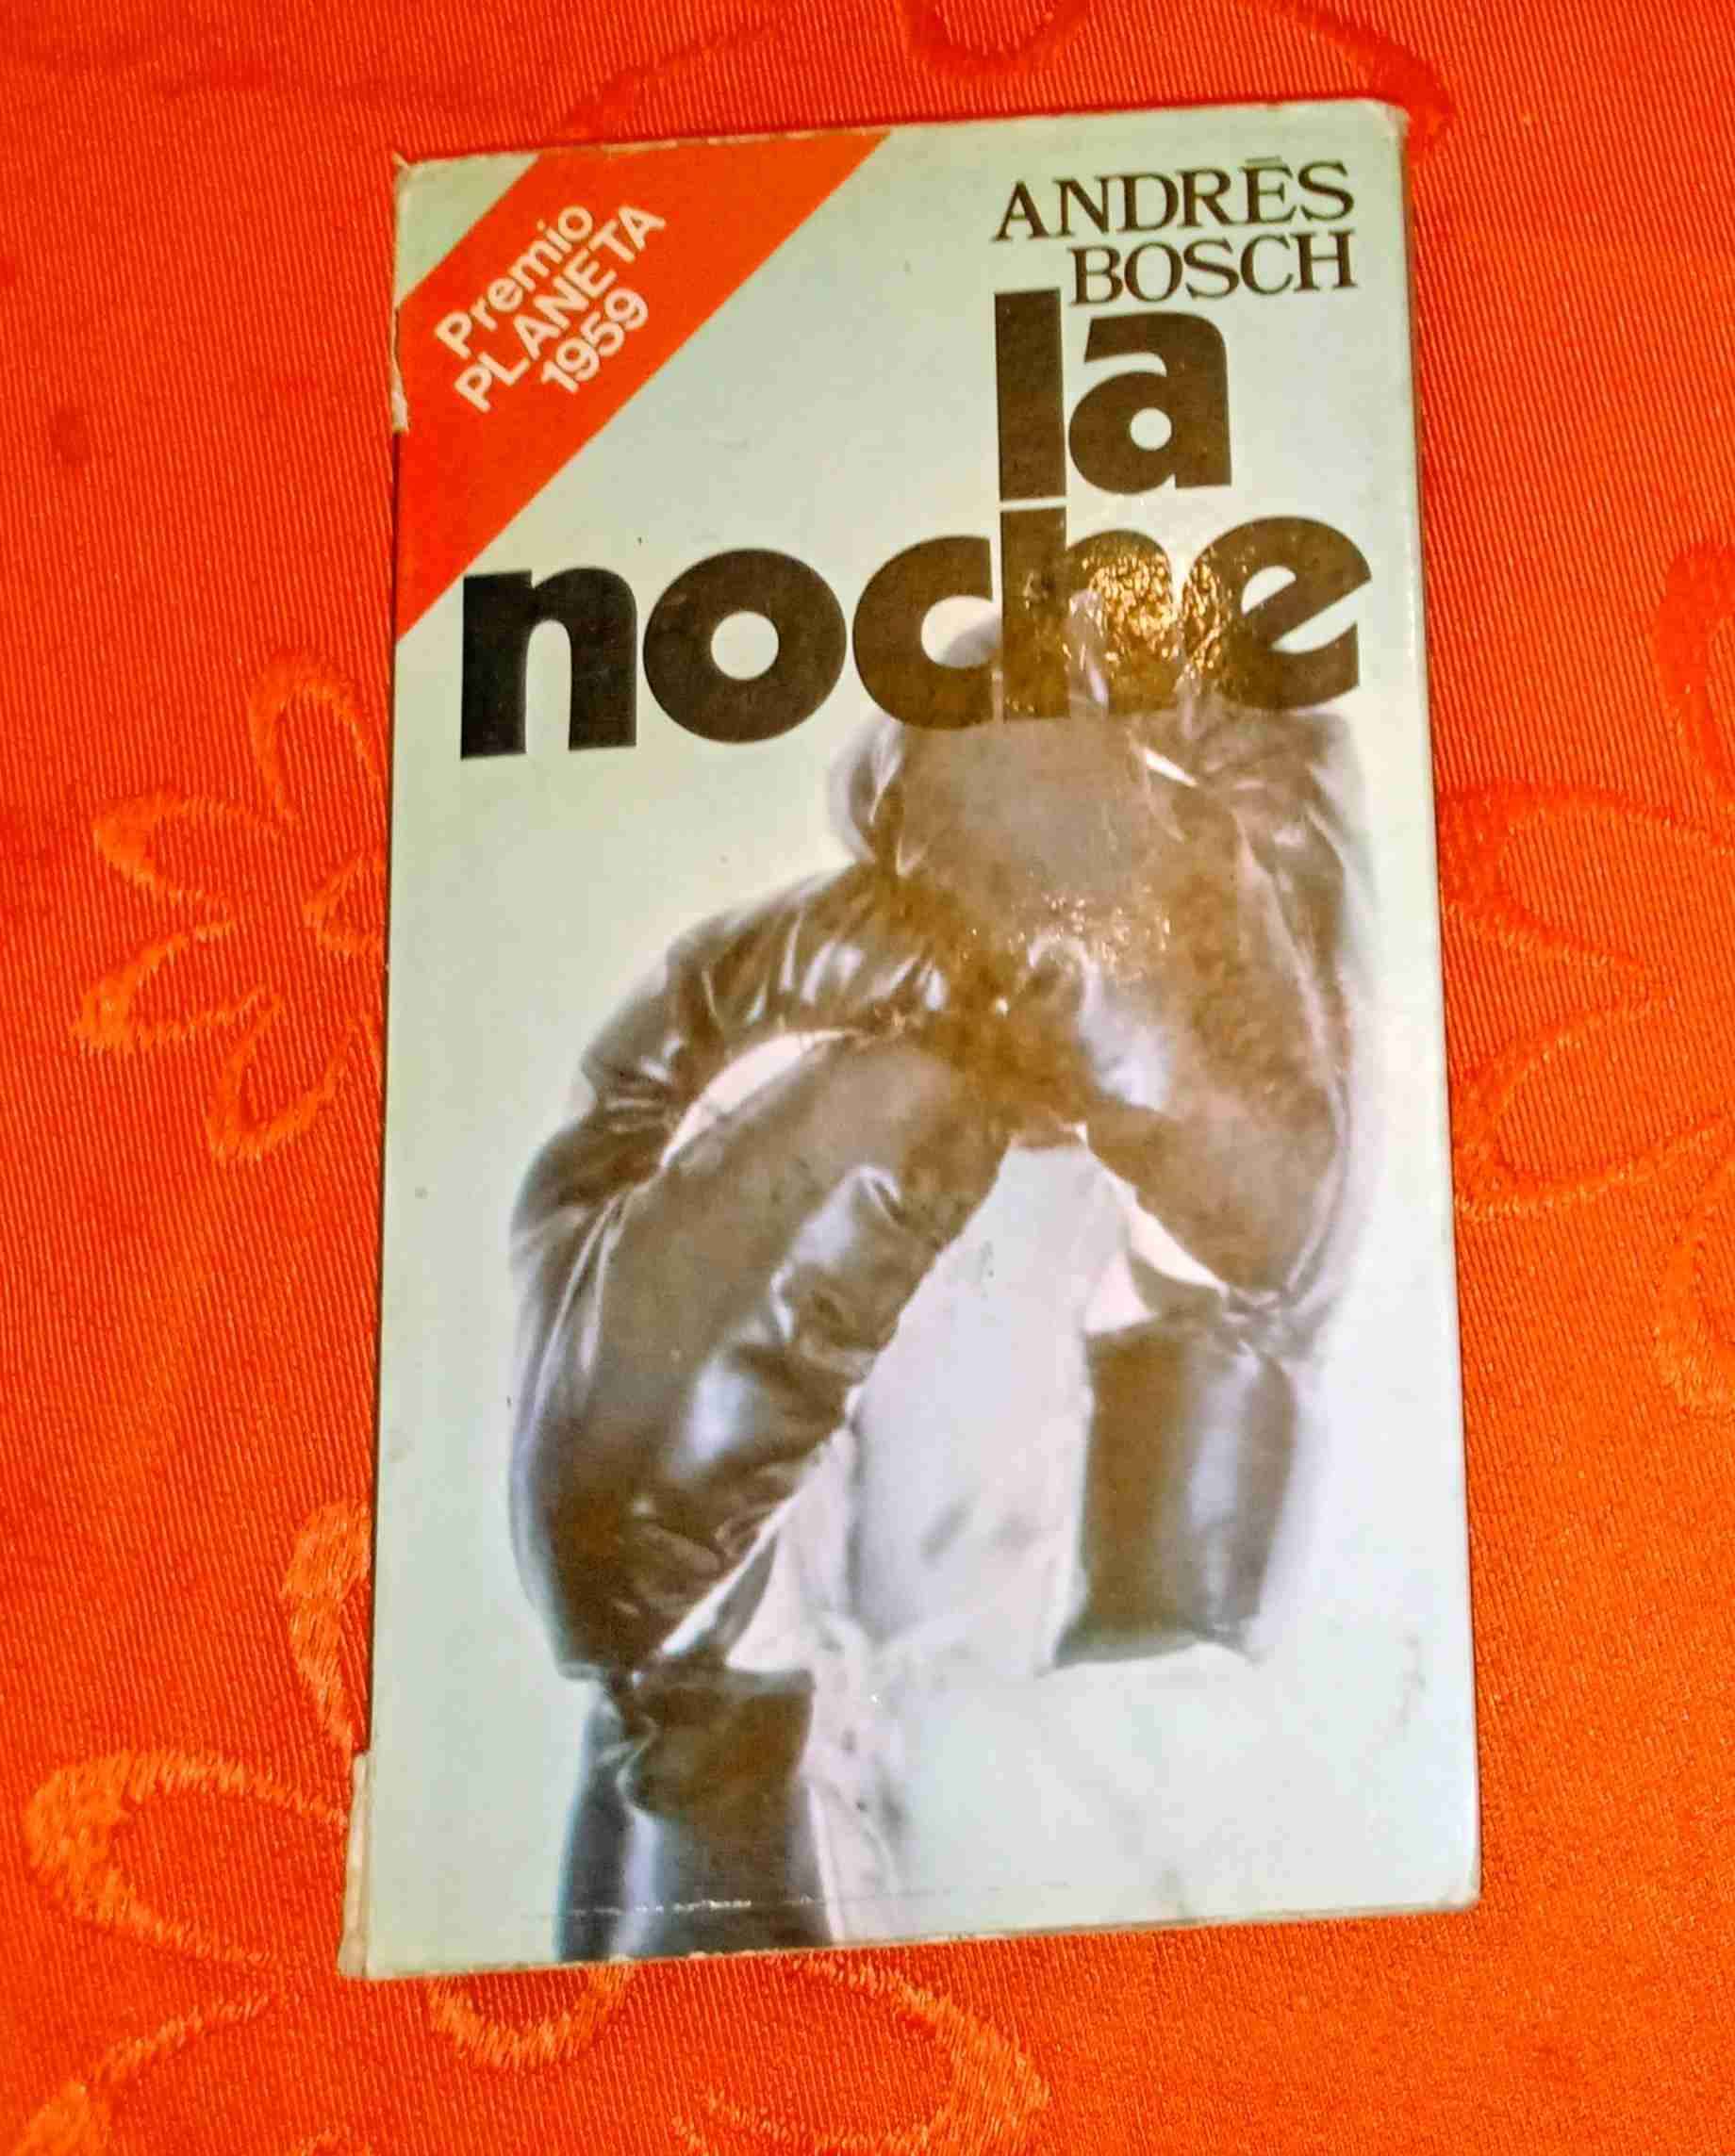 Premio
PLANETA
1959
ANDRÉS
BOSCH
la
noche